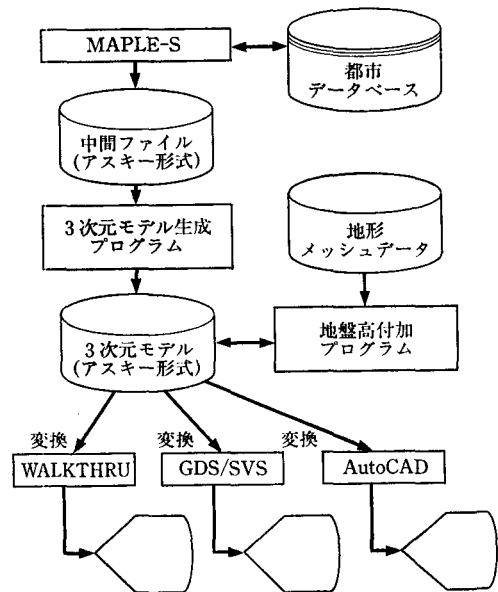 MAPLE-S
都市
データベース
中間ファイル
(アスキー形式)
3次元モデル生成
プログラム
地形
メッシュデータ
3次元モデル
(アスキー形式)
地盤高付加
プログラム
変換
変換
変換
WALKTHRU
GDS/SVS
AutoCAD